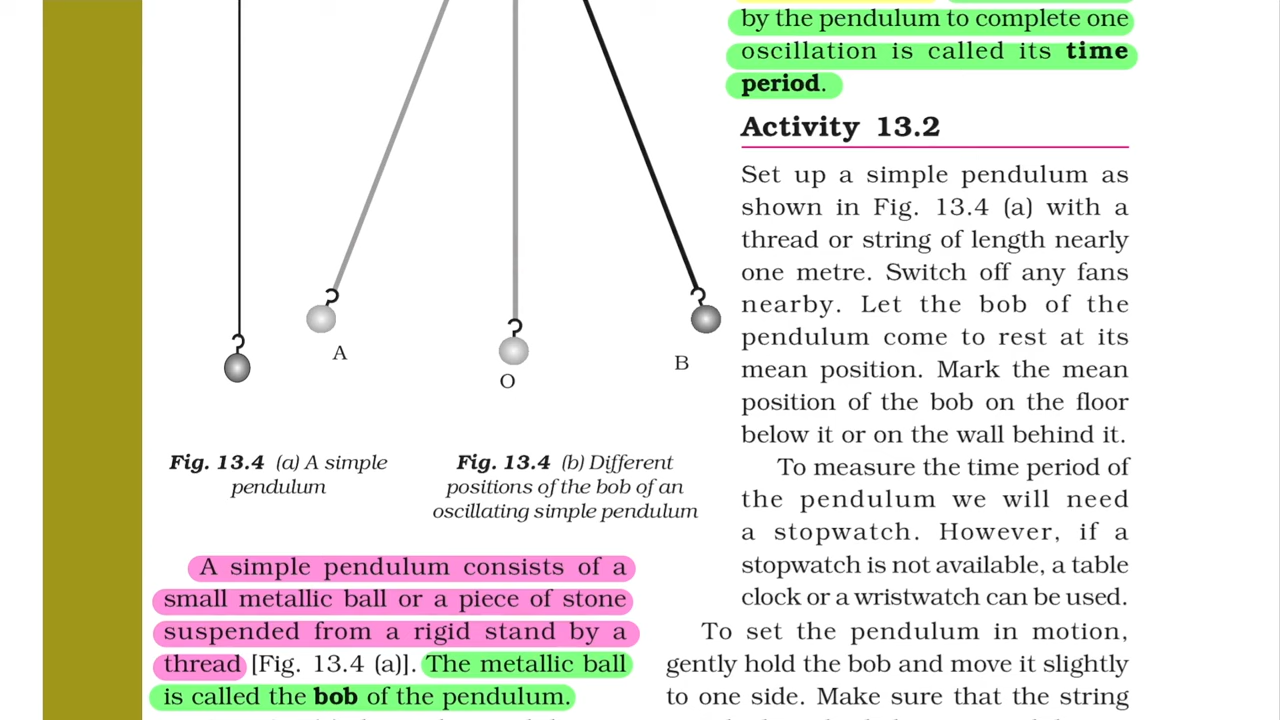 A
O
B
Fig. 13.4 (a) A simple
pendulum
Fig. 13.4 (b) Different
positions of the bob of an
oscillating simple pendulum
A simple pendulum consists of a
small metallic ball or a piece of stone
suspended from a rigid stand by a
thread [Fig. 13.4 (a)]. The metallic ball
is called the bob of the pendulum.
by the pendulum to complete one
oscillation is called its time
period.
Activity 13.2
Set up a simple pendulum as
shown in Fig. 13.4 (a) with a
thread or string of length nearly
one metre. Switch off any fans
nearby. Let the bob of the
pendulum come to rest at its
mean position. Mark the mean
position of the bob on the floor
below it or on the wall behind it.
To measure the time period of
the pendulum we will need
a stopwatch. However, if a
stopwatch is not available, a table
clock or a wristwatch can be used.
To set the pendulum in motion,
gently hold the bob and move it slightly
to one side. Make sure that the string